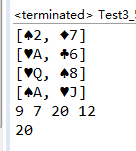 <terminated> Test3_
[♠2, ♦7]
[♥A, ♣6]
[♥Q, ♠8]
[♠A, ♥J]
9 7 20 12
20